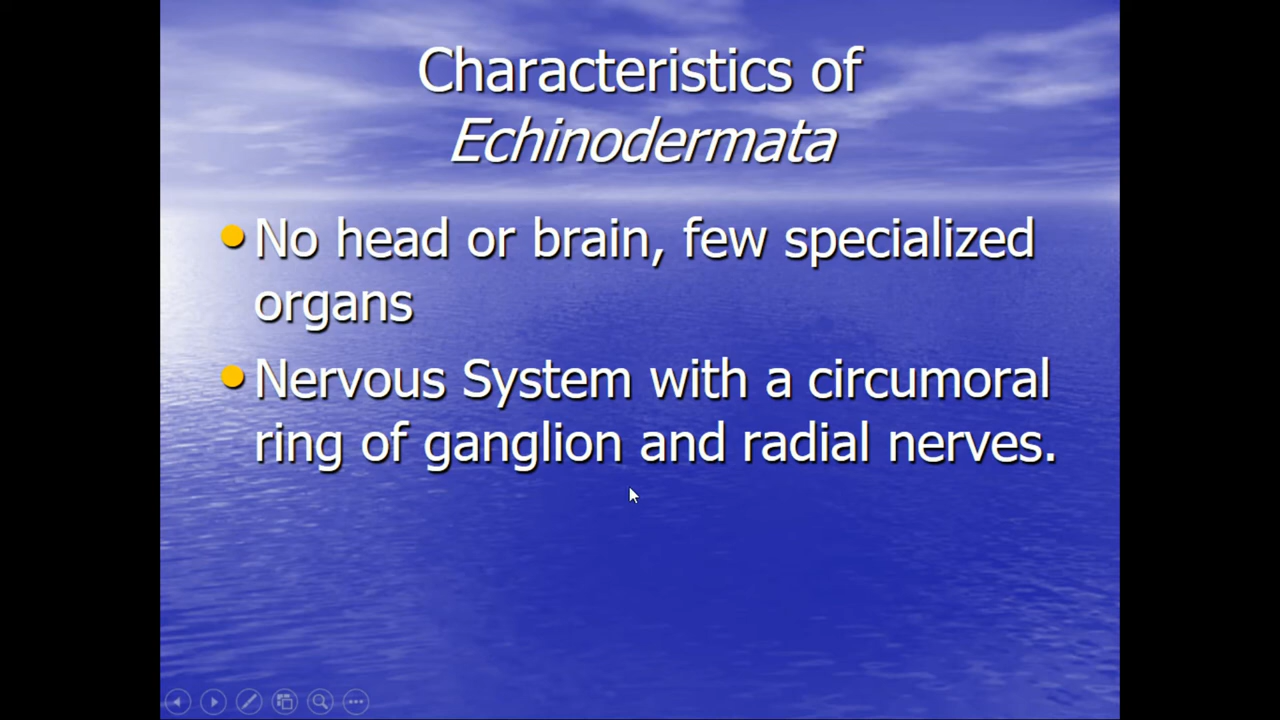 Characteristics of
Echinodermata
No head or brain, few specialized
organs
Nervous System with a circumoral
ring of ganglion and radial nerves.